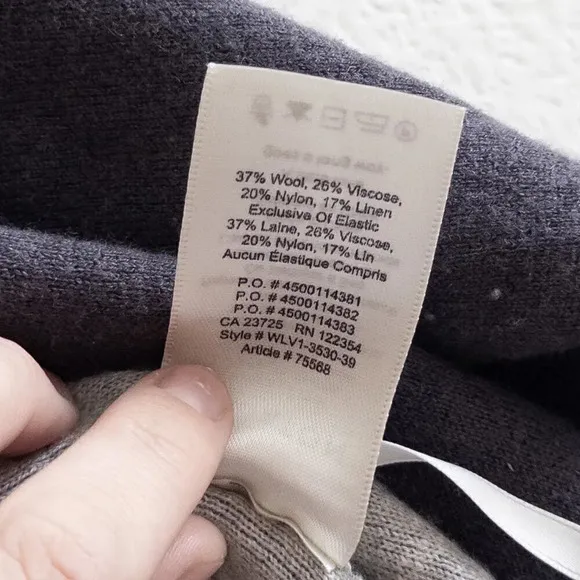 37% Wool, 26% Viscose,
20% Nylon, 17% Linen
Exclusive Of Elastic
37% Laine, 26% Viscose,
20% Nylon, 17% Lin
Aucun Élastique Compris
P.O. # 4500114381
P.O. # 4500114382
P.O. # 4500114383
CA 23725 RN 122354
Style # WLV1-3530-39
Article # 75568